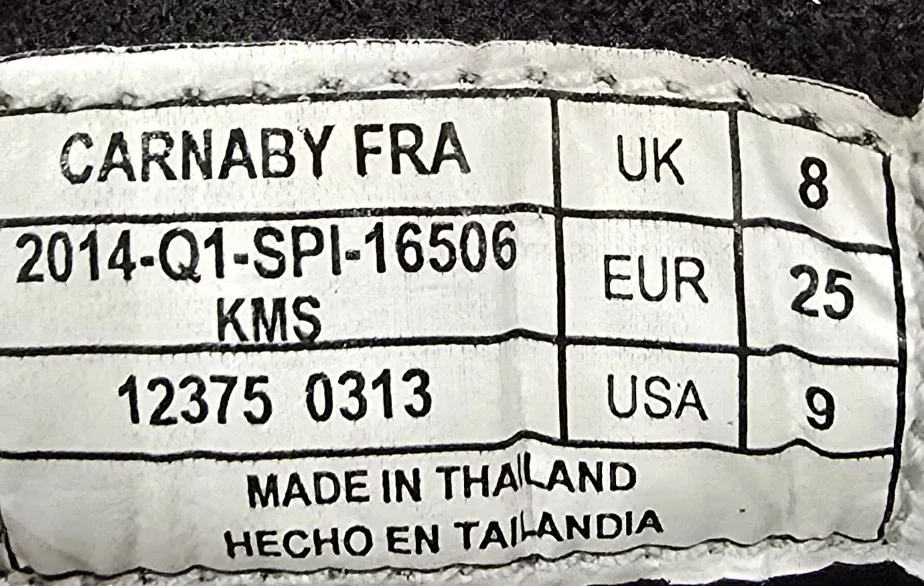 CARNABY FRA UK 8
2014-Q1-SPI-16506 EUR 25
KMS
12375 0313 USA 9
MADE IN THAILAND
HECHO EN TAILANDIA